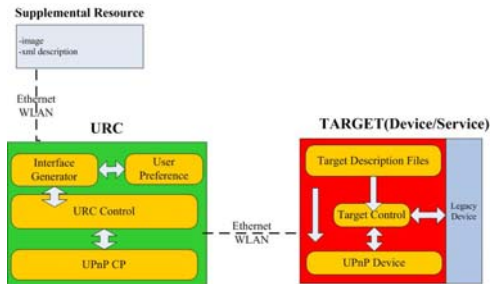 Supplemental Resource
-image
-xml description
Ethernet
WLAN
URC
Interface
Generator
User
Preference
URC Control
UPnP CP
Ethernet
WLAN
TARGET(Device/Service)
Target Description Files
Target Control
UPnP Device
Legacy
Device